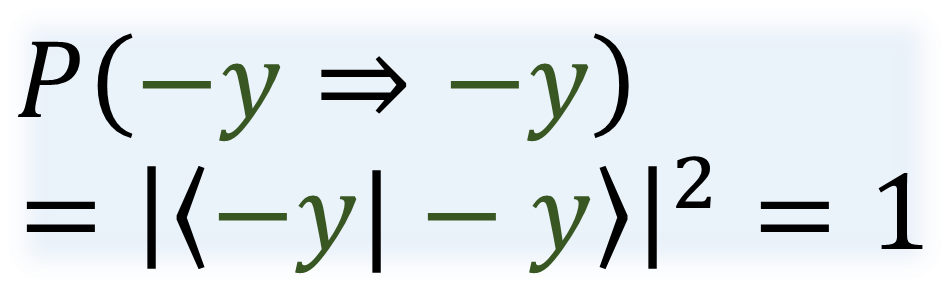 P(−y ⇒ −y)
= |⟨−y| − y⟩|² = 1